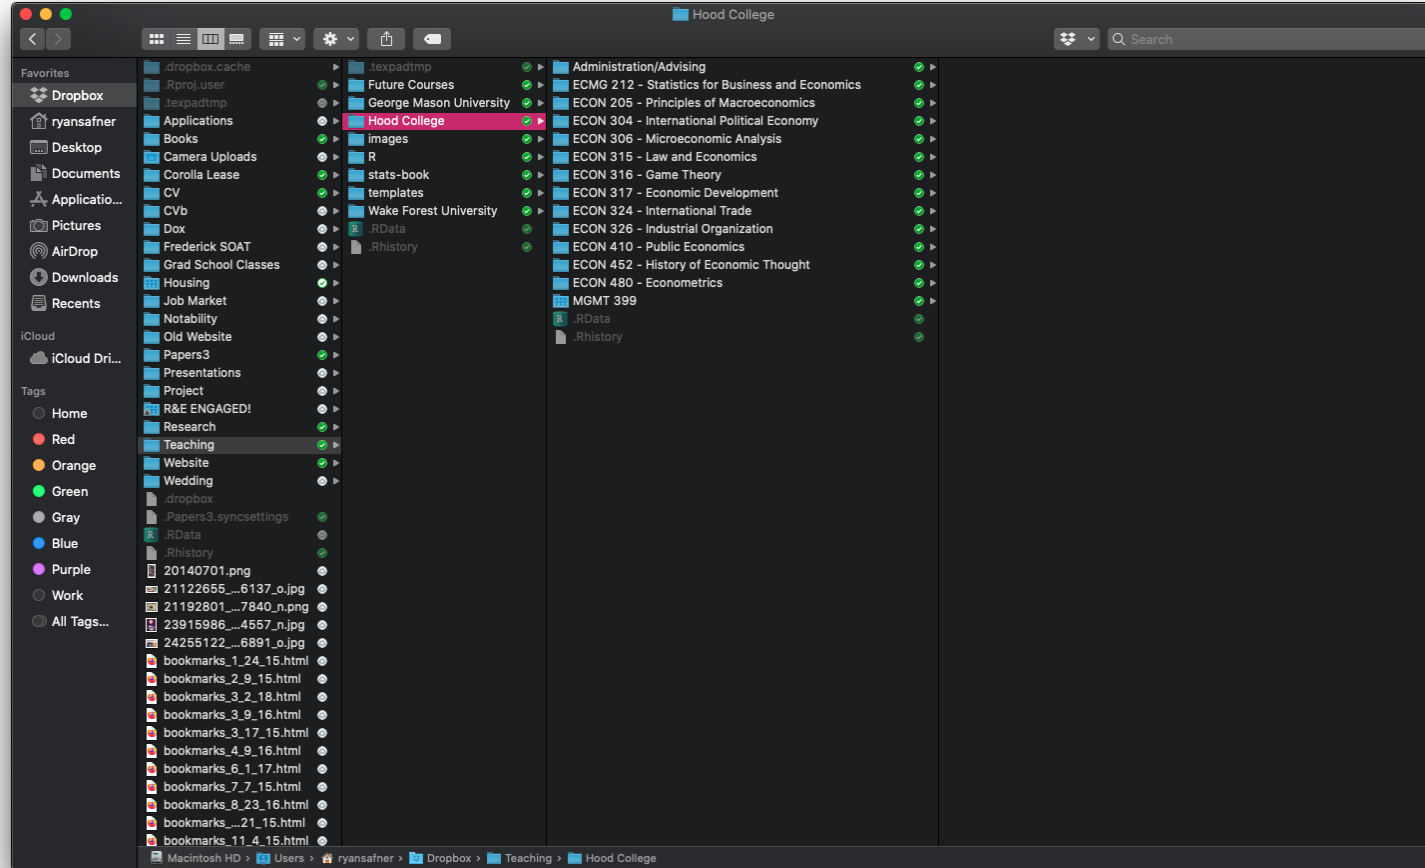 Hood College
Search
Favorites
Dropbox
ryansafner
Desktop
Documents
Applicatio...
Pictures
AirDrop
Downloads
Recents
iCloud
iCloud Dri...
Tags
Home
Red
Orange
Green
Gray
Blue
Purple
Work
All Tags...
.dropbox.cache
.Rproj.user
.texpadtmp
Applications
Books
Camera Uploads
Corolla Lease
CV
CVb
Dox
Frederick SOAT
Grad School Classes
Housing
Job Market
Notability
Old Website
Papers3
Presentations
Project
R&E ENGAGED!
Research
Teaching
Website
Wedding
.dropbox
.Papers3.syncsettings
.RData
.Rhistory
20140701.png
21122655_...6137_o.jpg
21192801_...7840_n.png
23915986_...4557_n.jpg
24255122_...6891_o.jpg
bookmarks_1_24_15.html
bookmarks_2_9_15.html
bookmarks_3_2_18.html
bookmarks_3_9_16.html
bookmarks_3_17_15.html
bookmarks_4_9_16.html
bookmarks_6_1_17.html
bookmarks_7_7_15.html
bookmarks_8_23_16.html
bookmarks_...21_15.html
bookmarks_11_4_15.html
.texpadtmp
Future Courses
George Mason University
Hood College
images
R
stats-book
templates
Wake Forest University
.RData
.Rhistory
Administration/Advising
ECMG 212 - Statistics for Business and Economics
ECON 205 - Principles of Macroeconomics
ECON 304 - International Political Economy
ECON 306 - Microeconomic Analysis
ECON 315 - Law and Economics
ECON 316 - Game Theory
ECON 317 - Economic Development
ECON 324 - International Trade
ECON 326 - Industrial Organization
ECON 410 - Public Economics
ECON 452 - History of Economic Thought
ECON 480 - Econometrics
MGMT 399
.RData
.Rhistory
Macintosh HD › Users › ryansafner › Dropbox › Teaching › Hood College